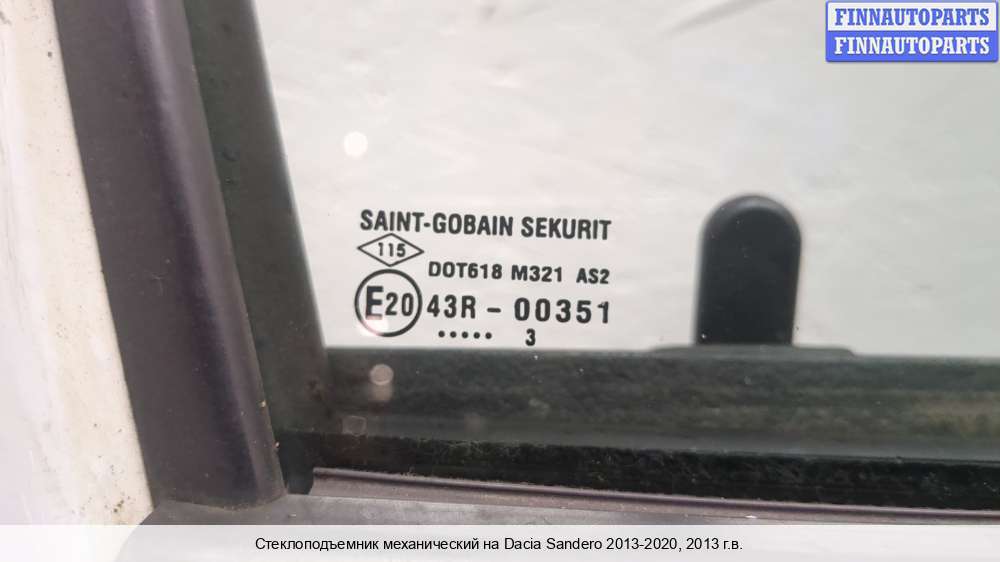 FINNAUTOPARTS
FINNAUTOPARTS
SAINT-GOBAIN SEKURIT
115
DOT618 M321 AS2
E20 43R - 00351
..... 3
Стеклоподъемник механический на Dacia Sandero 2013-2020, 2013 г.в.